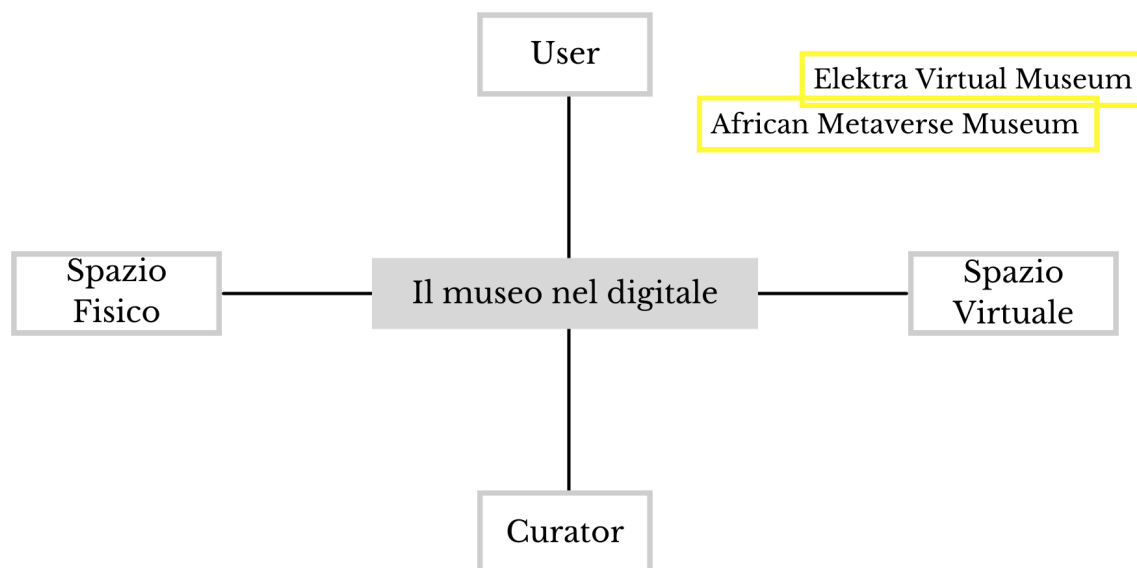 User
Elektra Virtual Museum
African Metaverse Museum
Spazio
Fisico
Il museo nel digitale
Spazio
Virtuale
Curator